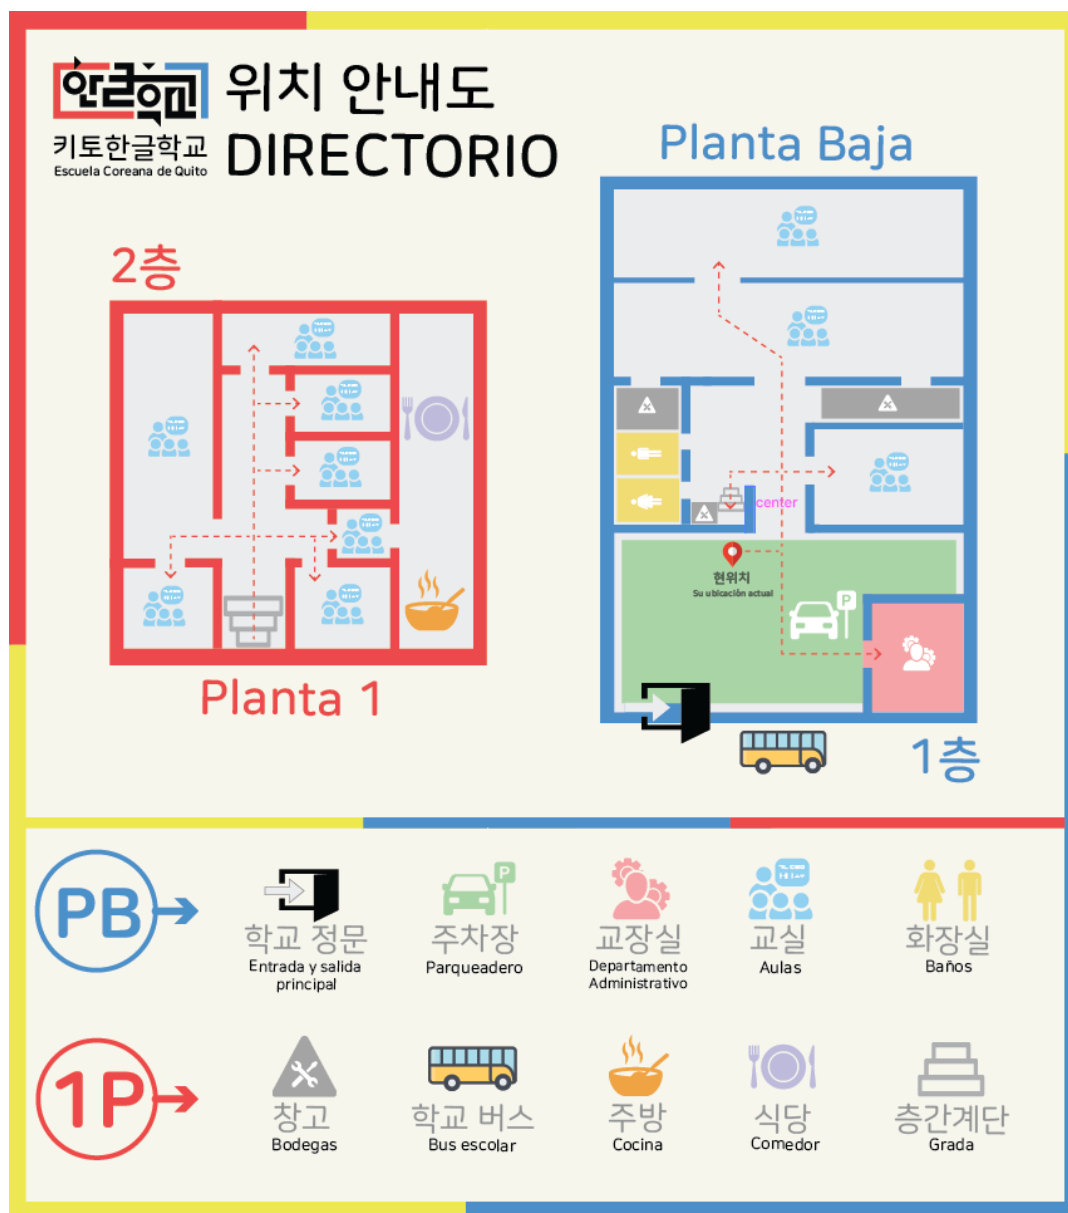 한글학교
키토한글학교
Escuela Coreana de Quito
위치 안내도
DIRECTORIO
Planta Baja
2층
Planta 1
center
현위치
Su ubicación actual
P
1층
PB
학교 정문
Entrada y salida
principal
P
주차장
Parqueadero
교장실
Departamento
Administrativo
교실
Aulas
화장실
Baños
1P
창고
Bodegas
학교 버스
Bus escolar
주방
Cocina
식당
Comedor
층간계단
Grada